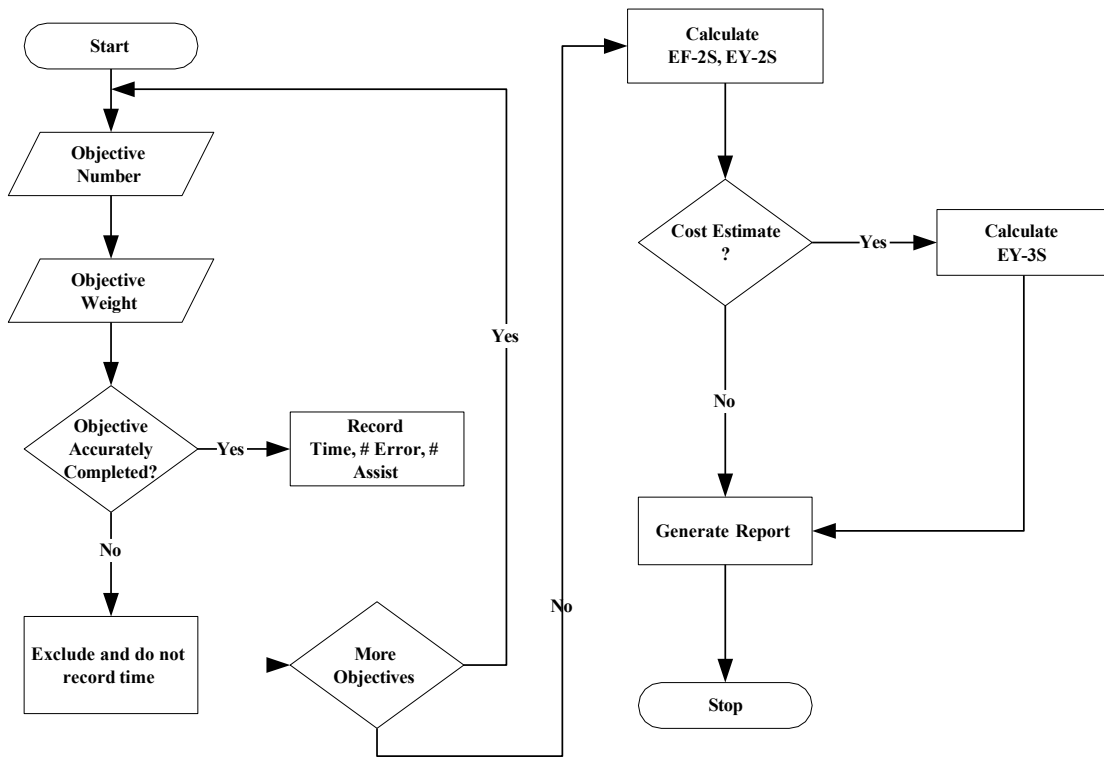 Start
Objective
Number
Objective
Weight
Objective
Accurately
Completed?
Yes
Record
Time, # Error, #
Assist
No
Exclude and do not
record time
More
Objectives
Yes
No
Calculate
EF-2S, EY-2S
Cost Estimate
?
Yes
Calculate
EY-3S
No
Generate Report
Stop